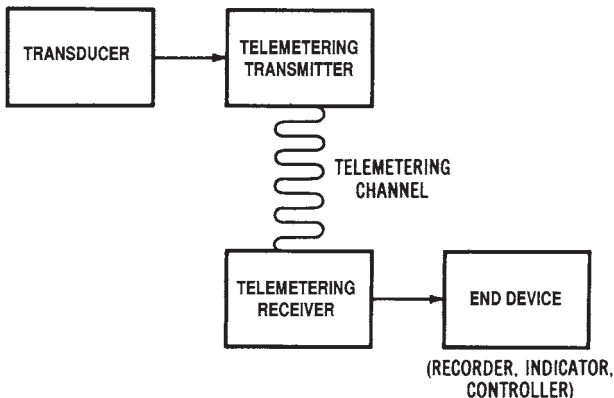 TRANSDUCER
TELEMETERING
TRANSMITTER
TELEMETERING
CHANNEL
TELEMETERING
RECEIVER
END DEVICE
(RECORDER, INDICATOR,
CONTROLLER)